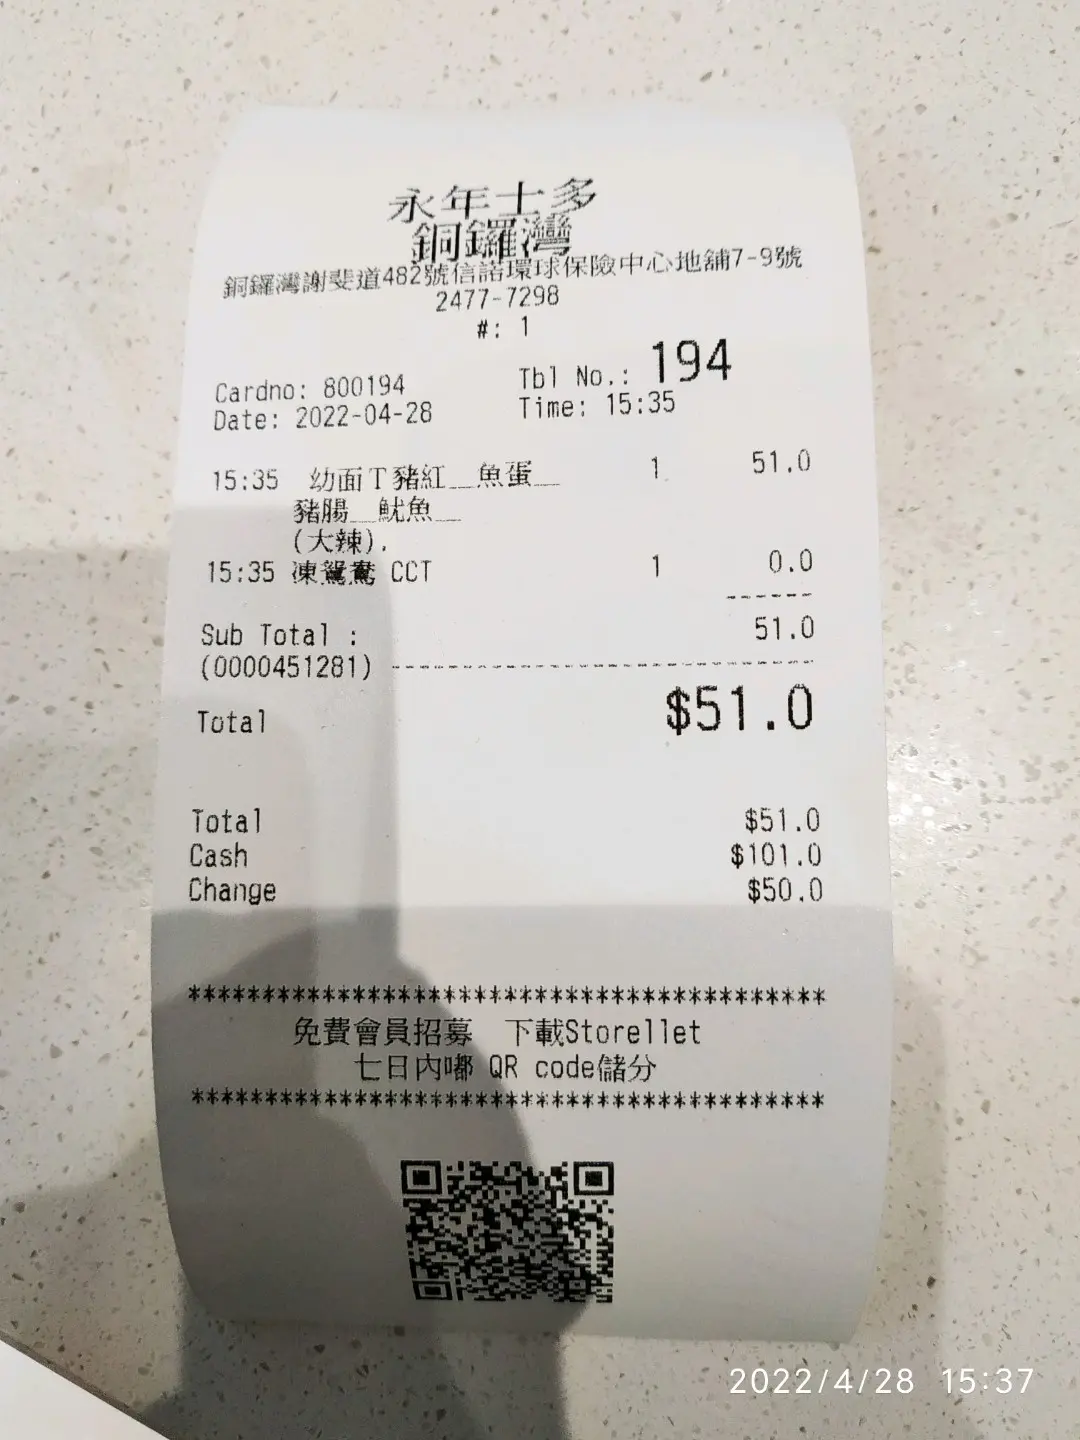 永年士多
銅鑼灣
銅鑼灣謝斐道482號信諾環球保險中心地舖7-9號
2477-7298
#: 1
Cardno: 800194 Tbl No.: 194
Date: 2022-04-28 Time: 15:35
15:35 幼面T豬紅__魚蛋__ 1 51.0
豬腸__魷魚__
(大辣).
15:35 凍鴛鴦 CCT 1 0.0
------
Sub Total : 51.0
(0000451281) ------------------------------------
Total $51.0
Total $51.0
Cash $101.0
Change $50.0
******************************************
免費會員招募 下載Storellet
七日內嘟 QR code儲分
******************************************
2022/4/28 15:37